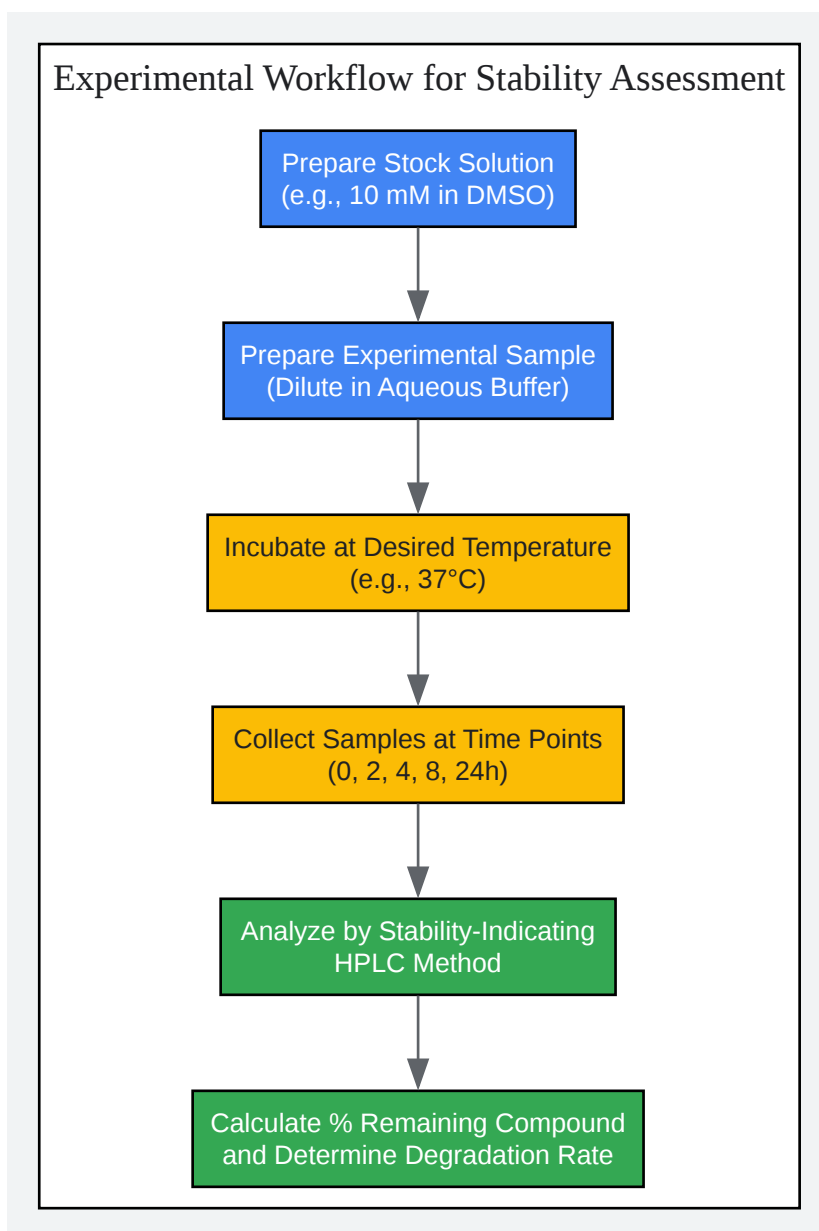 Experimental Workflow for Stability Assessment
Prepare Stock Solution
(e.g., 10 mM in DMSO)
Prepare Experimental Sample
(Dilute in Aqueous Buffer)
Incubate at Desired Temperature
(e.g., 37°C)
Collect Samples at Time Points
(0, 2, 4, 8, 24h)
Analyze by Stability-Indicating
HPLC Method
Calculate % Remaining Compound
and Determine Degradation Rate